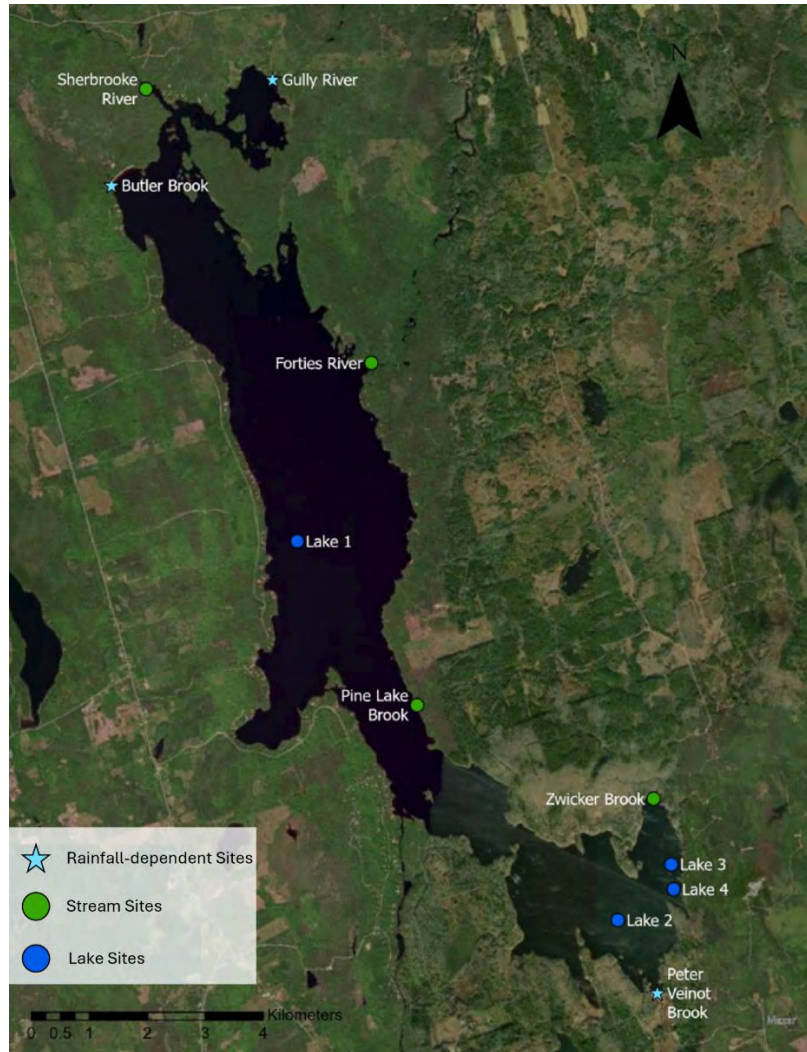 N
Sherbrooke
River
Gully River
Butler Brook
Forties River
Lake 1
Pine Lake
Brook
Zwicker Brook
Lake 3
Lake 4
Lake 2
Peter
Veinot
Brook
Rainfall-dependent Sites
Stream Sites
Lake Sites
Kilometers
0 0.5 1 2 3 4
Maxar